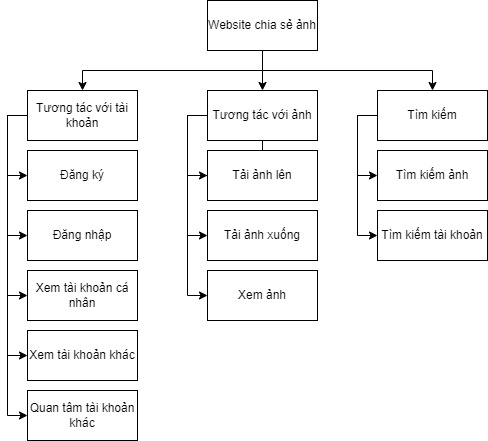 Website chia sẻ ảnh
Tương tác với tài
khoản
Tương tác với ảnh
Tìm kiếm
Đăng ký
Tải ảnh lên
Tìm kiếm ảnh
Đăng nhập
Tải ảnh xuống
Tìm kiếm tài khoản
Xem tài khoản cá
nhân
Xem ảnh
Xem tài khoản khác
Quan tâm tài khoản
khác